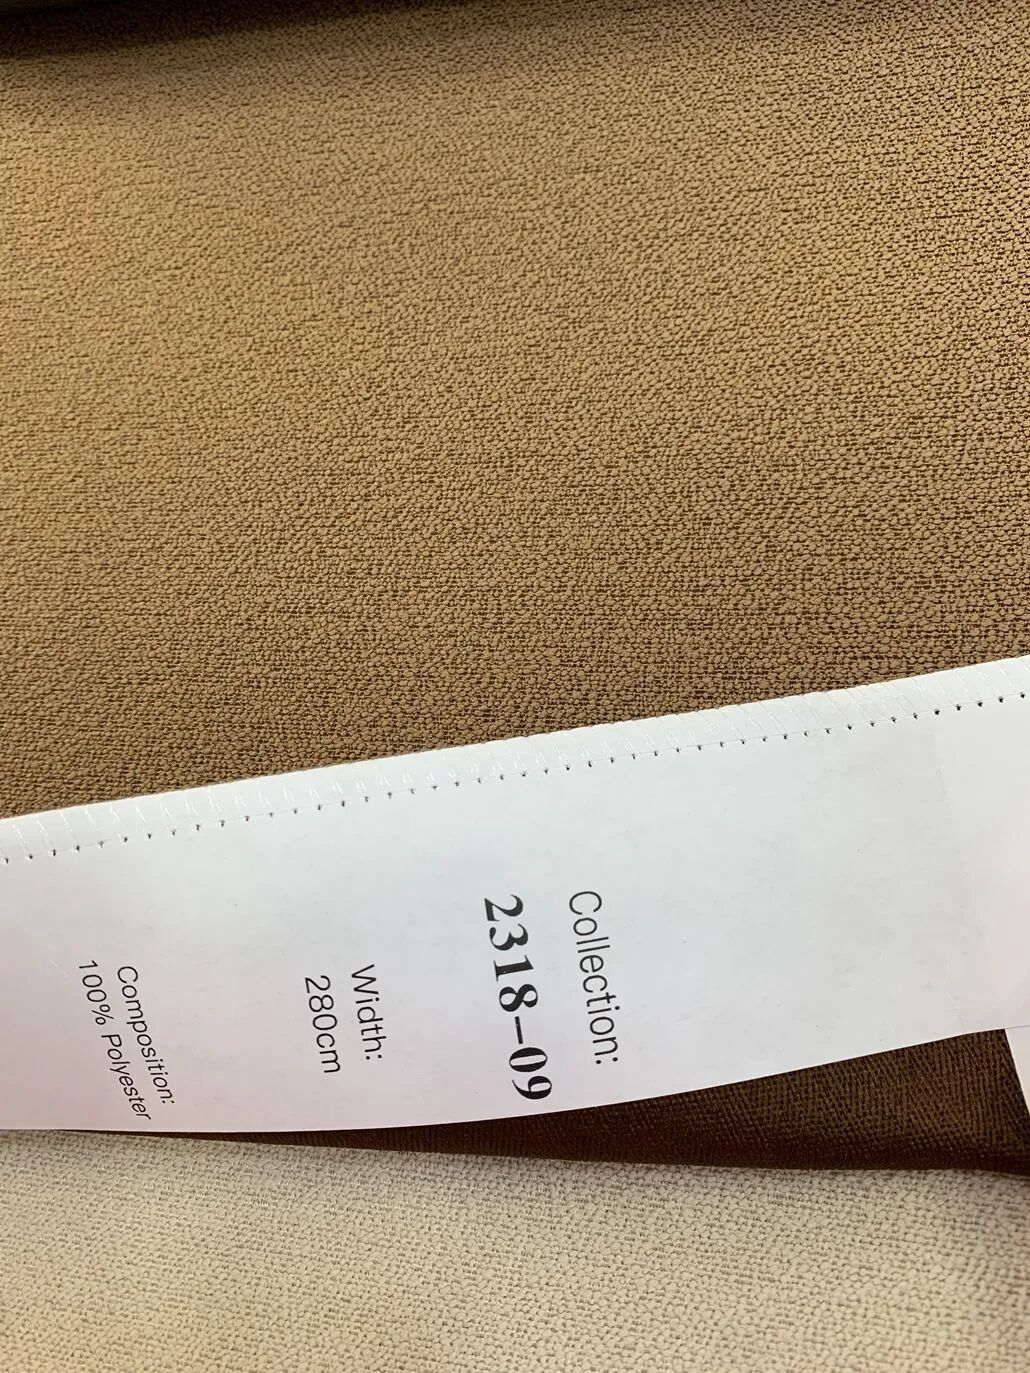 Collection:
2318-09
Width:
280cm
Composition:
100% Polyester